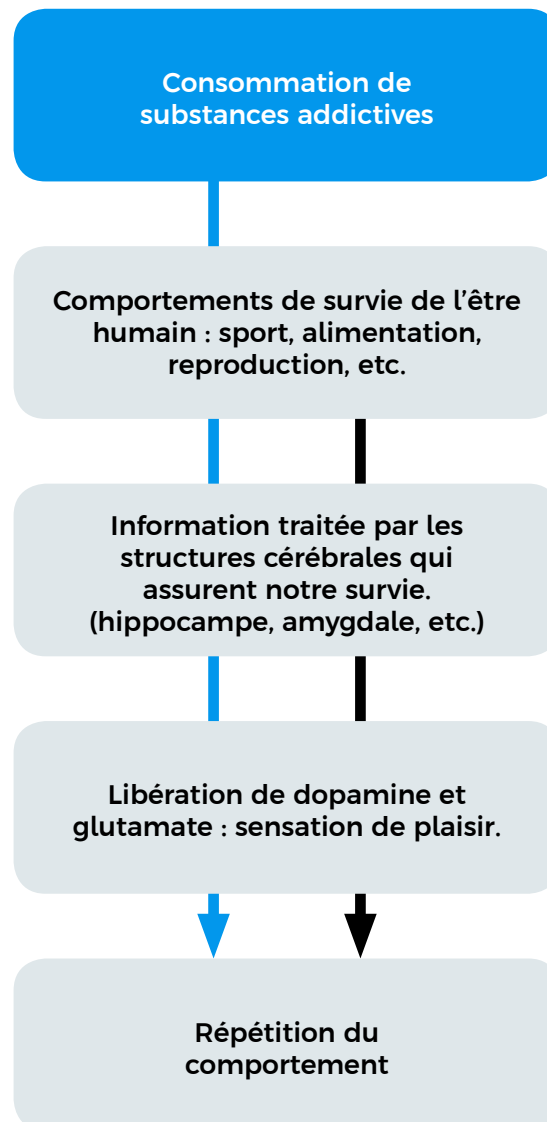 Consommation de
substances addictives
Comportements de survie de l’être
humain : sport, alimentation,
reproduction, etc.
Information traitée par les
structures cérébrales qui
assurent notre survie.
(hippocampe, amygdale, etc.)
Libération de dopamine et
glutamate : sensation de plaisir.
Répétition du
comportement